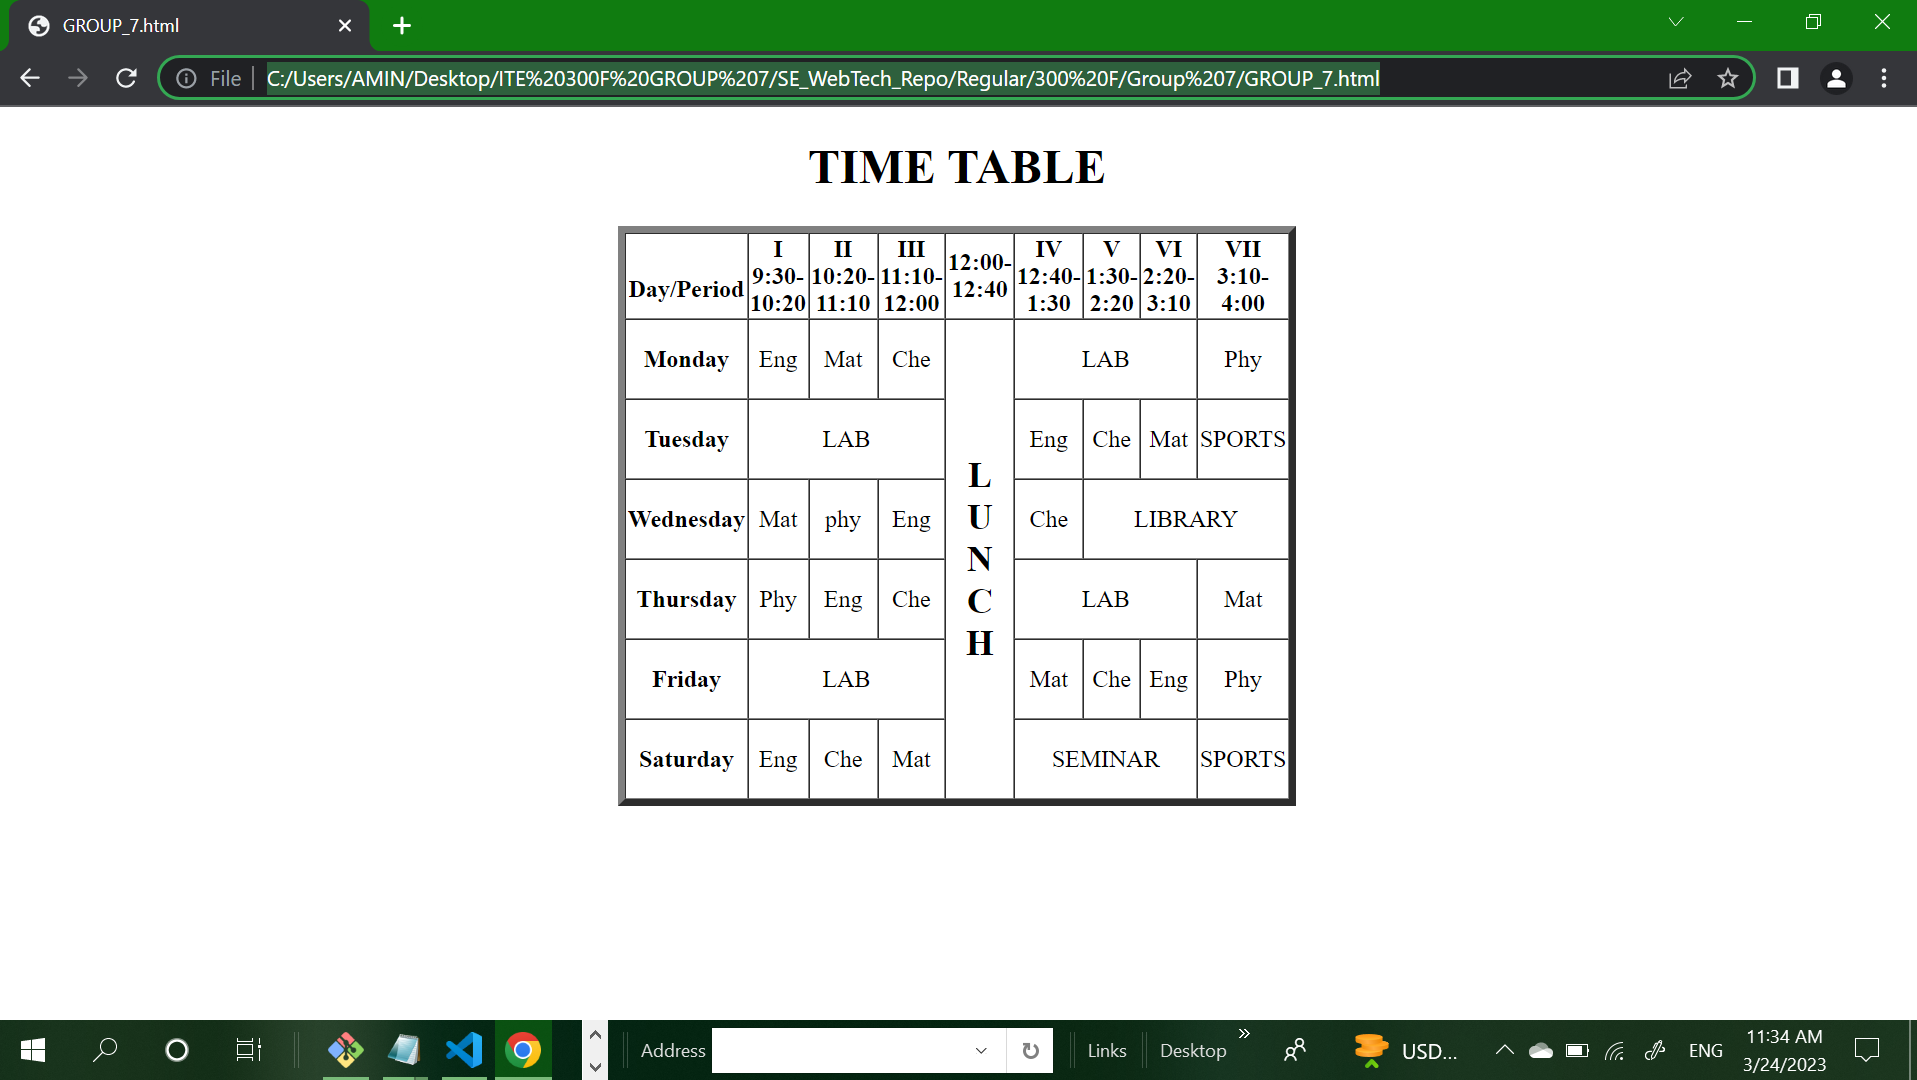 GROUP_7.html
File
C:/Users/AMIN/Desktop/ITE%20300F%20GROUP%207/SE_WebTech_Repo/Regular/300%20F/Group%207/GROUP_7.html
TIME TABLE
Day/Period
I
9:30-
10:20
II
10:20-
11:10
III
11:10-
12:00
12:00-
12:40
IV
12:40-
1:30
V
1:30-
2:20
VI
2:20-
3:10
VII
3:10-
4:00
Monday Eng Mat Che LAB Phy
Tuesday LAB Eng Che Mat SPORTS
Wednesday Mat phy Eng Che LIBRARY
Thursday Phy Eng Che LAB Mat
Friday LAB Mat Che Eng Phy
Saturday Eng Che Mat SEMINAR SPORTS
L
U
N
C
H
Address
Links
Desktop
USD...
ENG
11:34 AM
3/24/2023